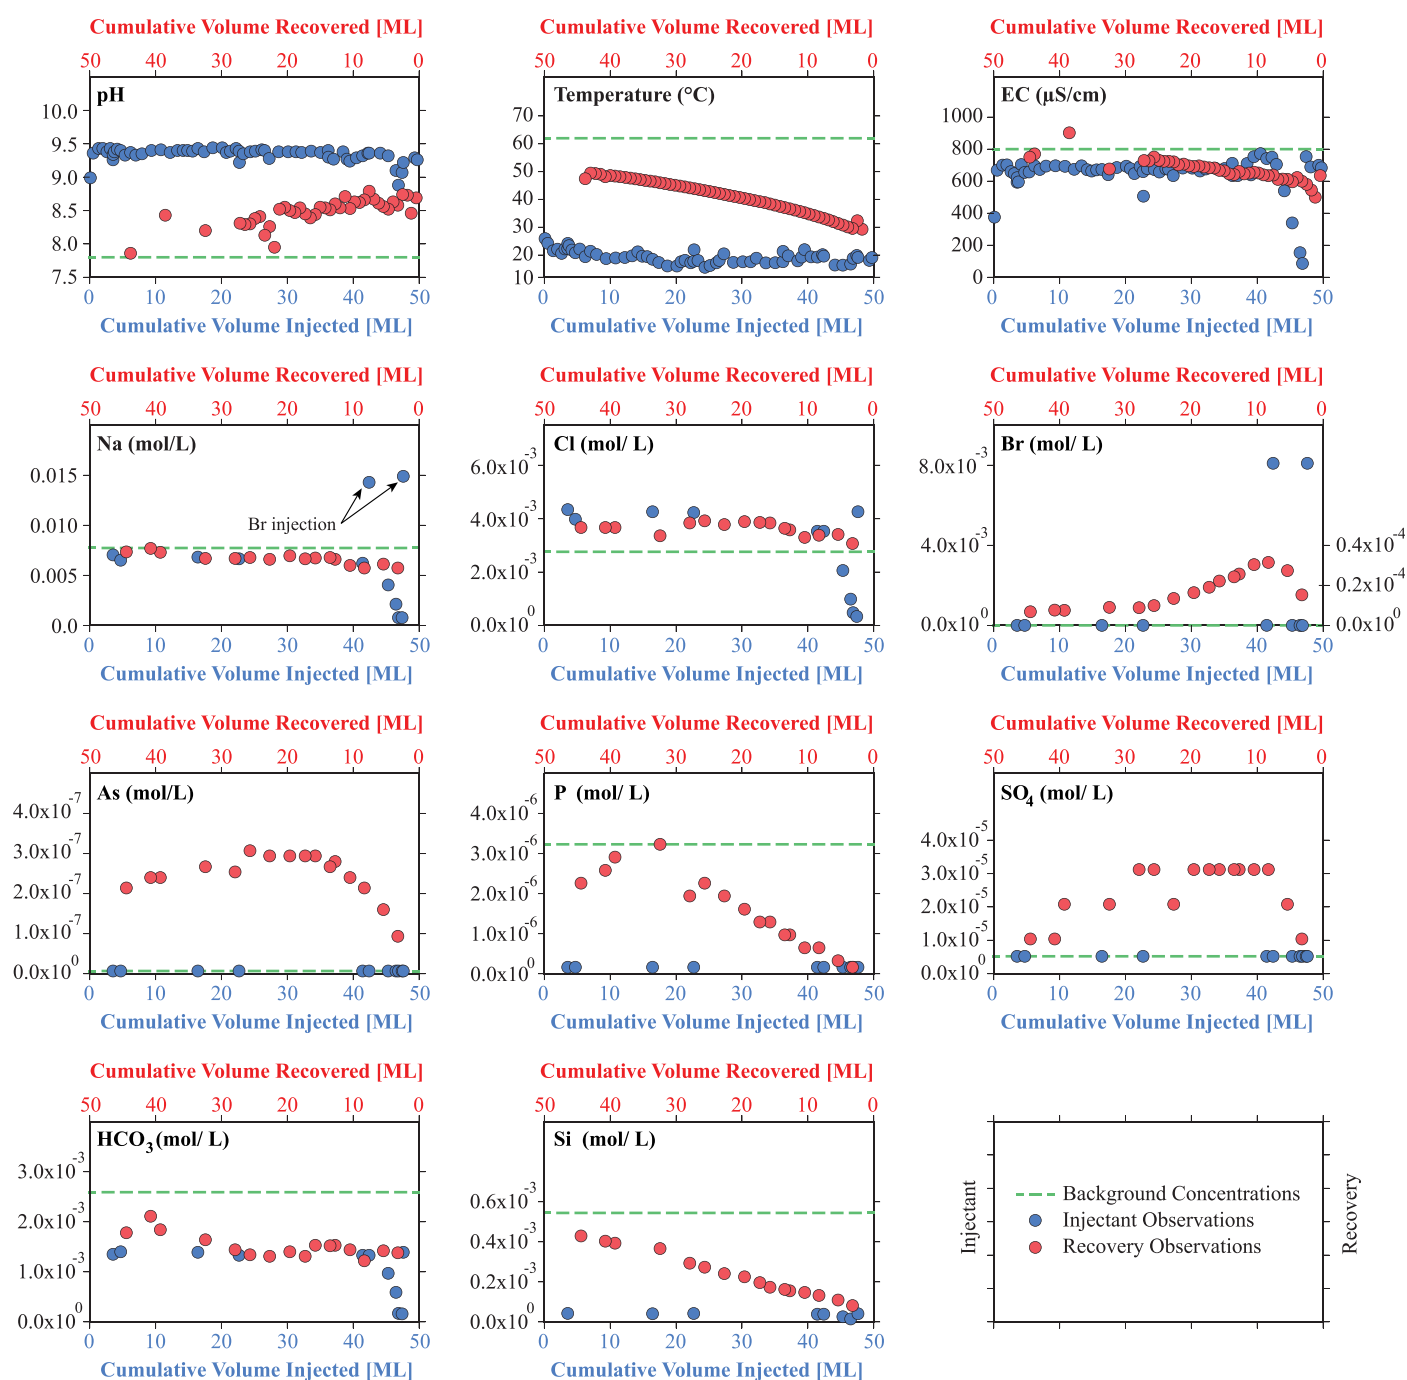 Cumulative Volume Recovered [ML] Cumulative Volume Recovered [ML] Cumulative Volume Recovered [ML]
50 40 30 20 10 0 50 40 30 20 10 0 50 40 30 20 10 0
pH Temperature (°C) EC (µS/cm)
10.0 9.5 9.0 8.5 8.0 7.5
70 60 50 40 30 20 10
1000 800 600 400 200 0
0 10 20 30 40 50 0 10 20 30 40 50 0 10 20 30 40 50
Cumulative Volume Injected [ML] Cumulative Volume Injected [ML] Cumulative Volume Injected [ML]
Cumulative Volume Recovered [ML] Cumulative Volume Recovered [ML] Cumulative Volume Recovered [ML]
50 40 30 20 10 0 50 40 30 20 10 0 50 40 30 20 10 0
Na (mol/L) Cl (mol/ L) Br (mol/ L)
0.015 0.010 0.005 0.0
Br injection
6.0x10⁻³ 4.0x10⁻³ 2.0x10⁻³ 0.0x10⁰
8.0x10⁻³ 4.0x10⁻³ 0.0x10⁰
0.4x10⁻⁴ 0.2x10⁻⁴ 0.0x10⁰
0 10 20 30 40 50 0 10 20 30 40 50 0 10 20 30 40 50
Cumulative Volume Injected [ML] Cumulative Volume Injected [ML] Cumulative Volume Injected [ML]
Cumulative Volume Recovered [ML] Cumulative Volume Recovered [ML] Cumulative Volume Recovered [ML]
50 40 30 20 10 0 50 40 30 20 10 0 50 40 30 20 10 0
As (mol/L) P (mol/ L) SO₄ (mol/ L)
4.0x10⁻⁷ 3.0x10⁻⁷ 2.0x10⁻⁷ 1.0x10⁻⁷ 0.0x10⁰
4.0x10⁻⁶ 3.0x10⁻⁶ 2.0x10⁻⁶ 1.0x10⁻⁶ 0.0x10⁰
4.0x10⁻⁵ 3.0x10⁻⁵ 2.0x10⁻⁵ 1.0x10⁻⁵ 0.0x10⁰
0 10 20 30 40 50 0 10 20 30 40 50 0 10 20 30 40 50
Cumulative Volume Injected [ML] Cumulative Volume Injected [ML] Cumulative Volume Injected [ML]
Cumulative Volume Recovered [ML] Cumulative Volume Recovered [ML]
50 40 30 20 10 0 50 40 30 20 10 0
HCO₃ (mol/ L) Si (mol/ L)
3.0x10⁻³ 2.0x10⁻³ 1.0x10⁻³ 0.0x10⁰
0.6x10⁻³ 0.4x10⁻³ 0.2x10⁻³ 0.0x10⁰
0 10 20 30 40 50 0 10 20 30 40 50
Cumulative Volume Injected [ML] Cumulative Volume Injected [ML]
Injectant
Background Concentrations
Injectant Observations
Recovery Observations
Recovery